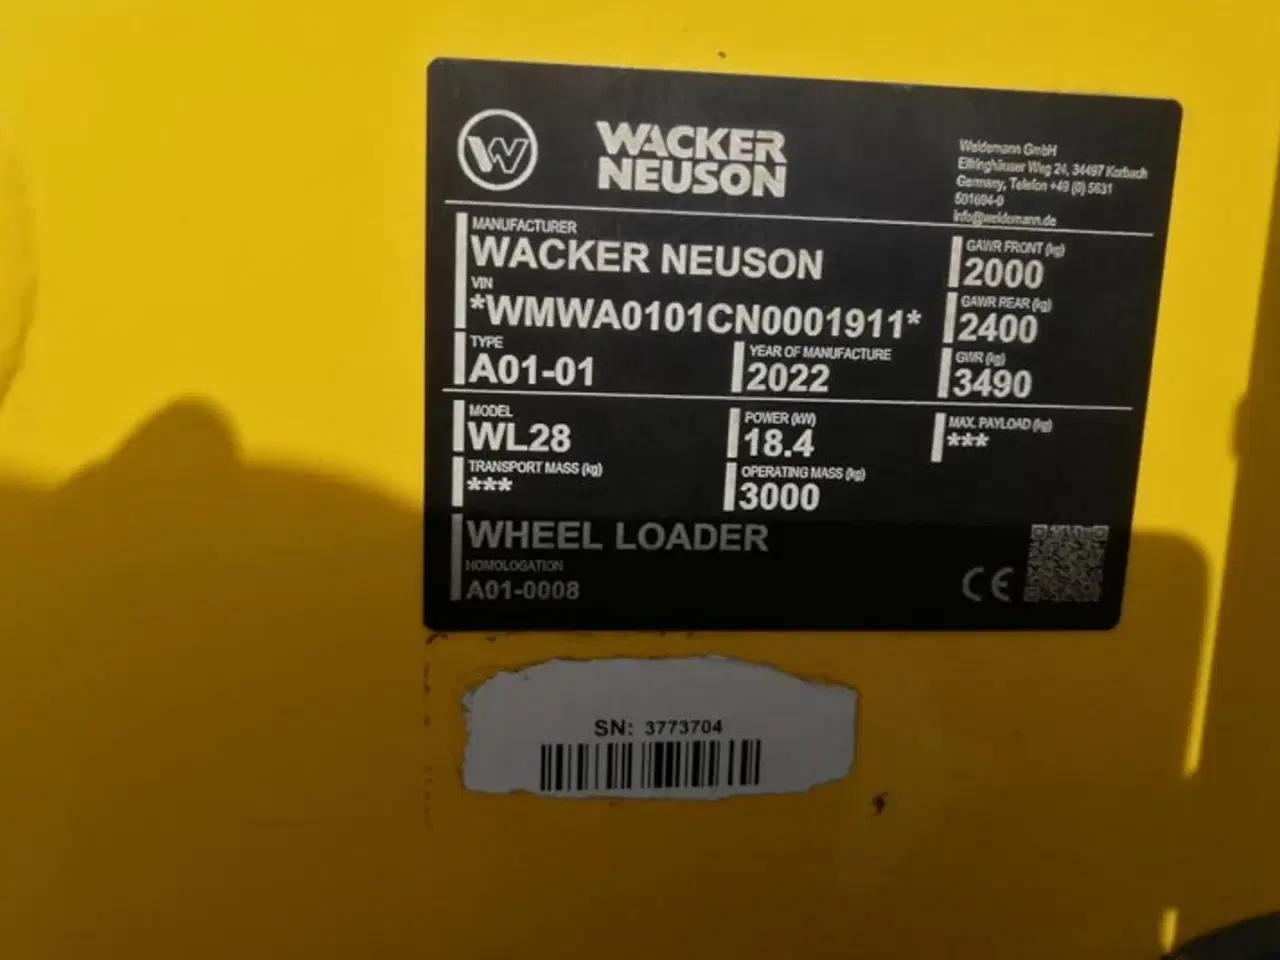 W
WACKER
NEUSON
Weidemann GmbH
Elfringhäuser Weg 24, 34497 Korbach
Germany, Telefon +49 (0) 5631
501694-0
info@weidemann.de
MANUFACTURER
WACKER NEUSON
VIN
*WMWA0101CN0001911*
TYPE
A01-01
YEAR OF MANUFACTURE
2022
GAWR FRONT (kg)
2000
GAWR REAR (kg)
2400
GWR (kg)
3490
MODEL
WL28
POWER (kW)
18.4
MAX. PAYLOAD (kg)
***
TRANSPORT MASS (kg)
***
OPERATING MASS (kg)
3000
WHEEL LOADER
HOMOLOGATION
A01-0008
CE
SN: 3773704